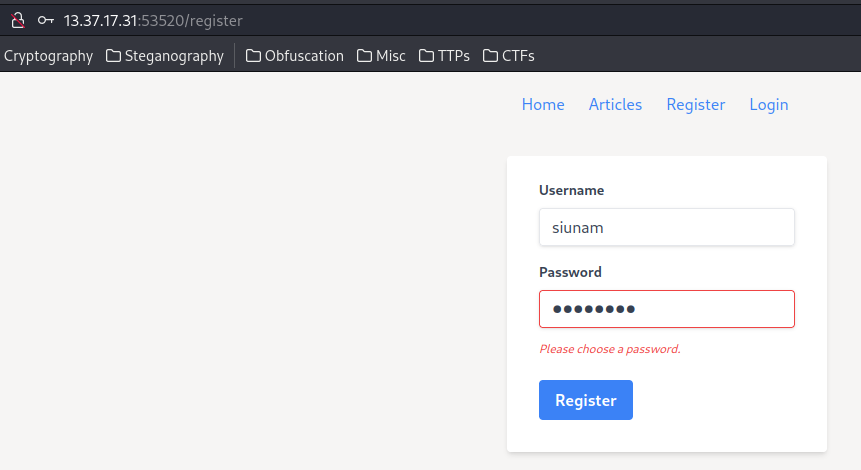 13.37.17.31:53520/register
Cryptography Steganography Obfuscation Misc TTPs CTFs
Home Articles Register Login
Username
siunam
Password
●●●●●●●●
Please choose a password.
Register